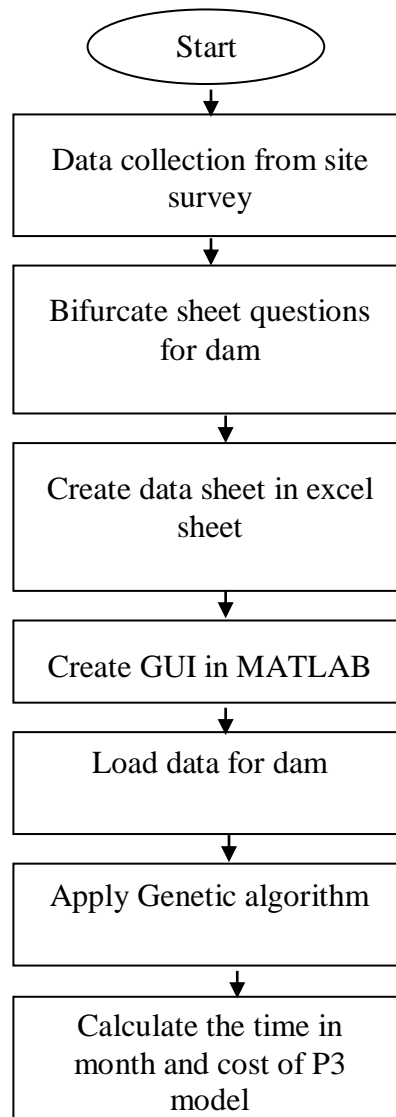 Start
Data collection from site
survey
Bifurcate sheet questions
for dam
Create data sheet in excel
sheet
Create GUI in MATLAB
Load data for dam
Apply Genetic algorithm
Calculate the time in
month and cost of P3
model